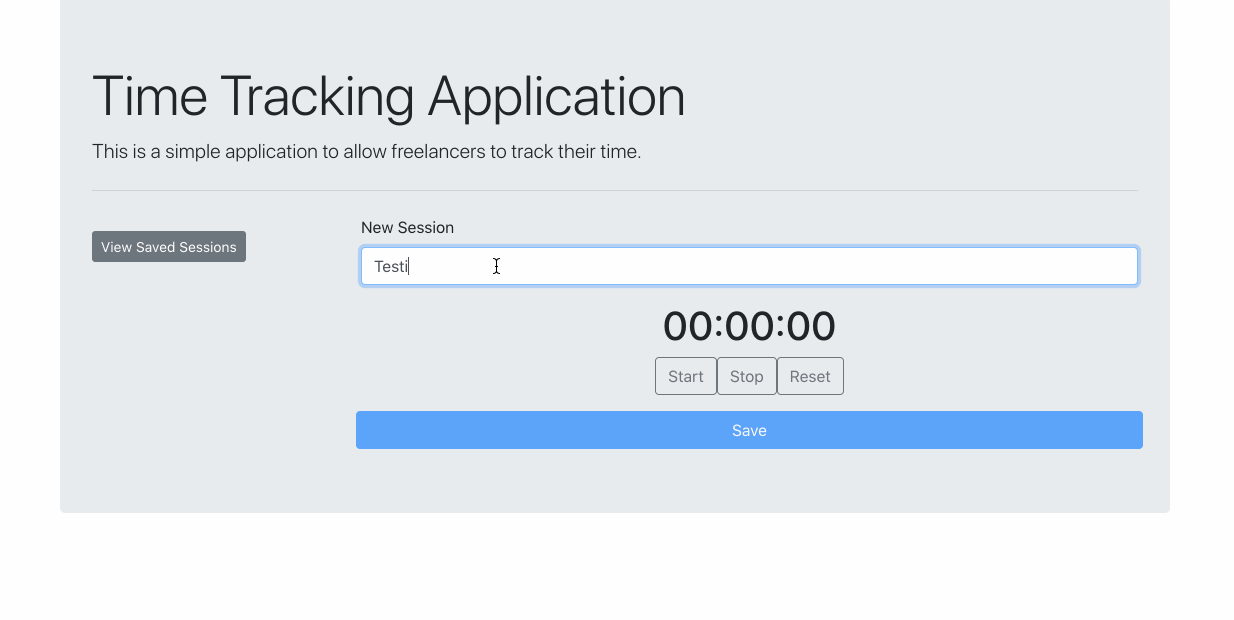 Time Tracking Application
This is a simple application to allow freelancers to track their time.
View Saved Sessions
New Session
Testi
00:00:00
Start Stop Reset
Save